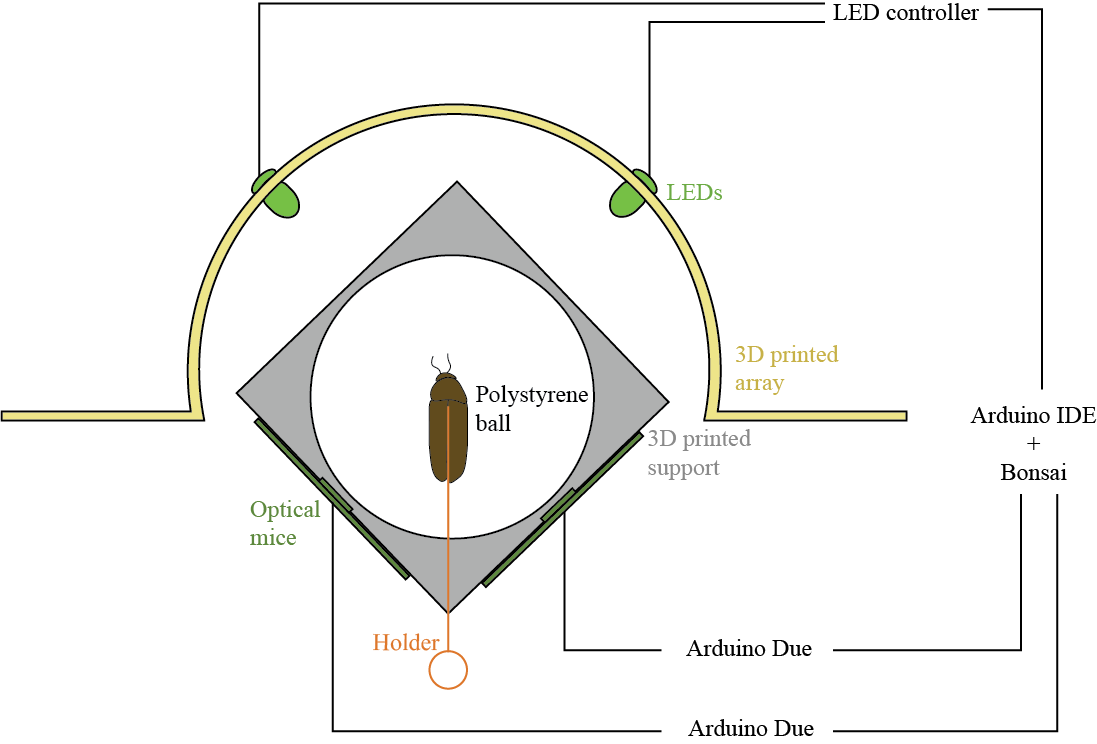 LED controller
LEDs
3D printed
array
Polystyrene
ball
3D printed
support
Arduino IDE
+
Bonsai
Optical
mice
Holder
Arduino Due
Arduino Due